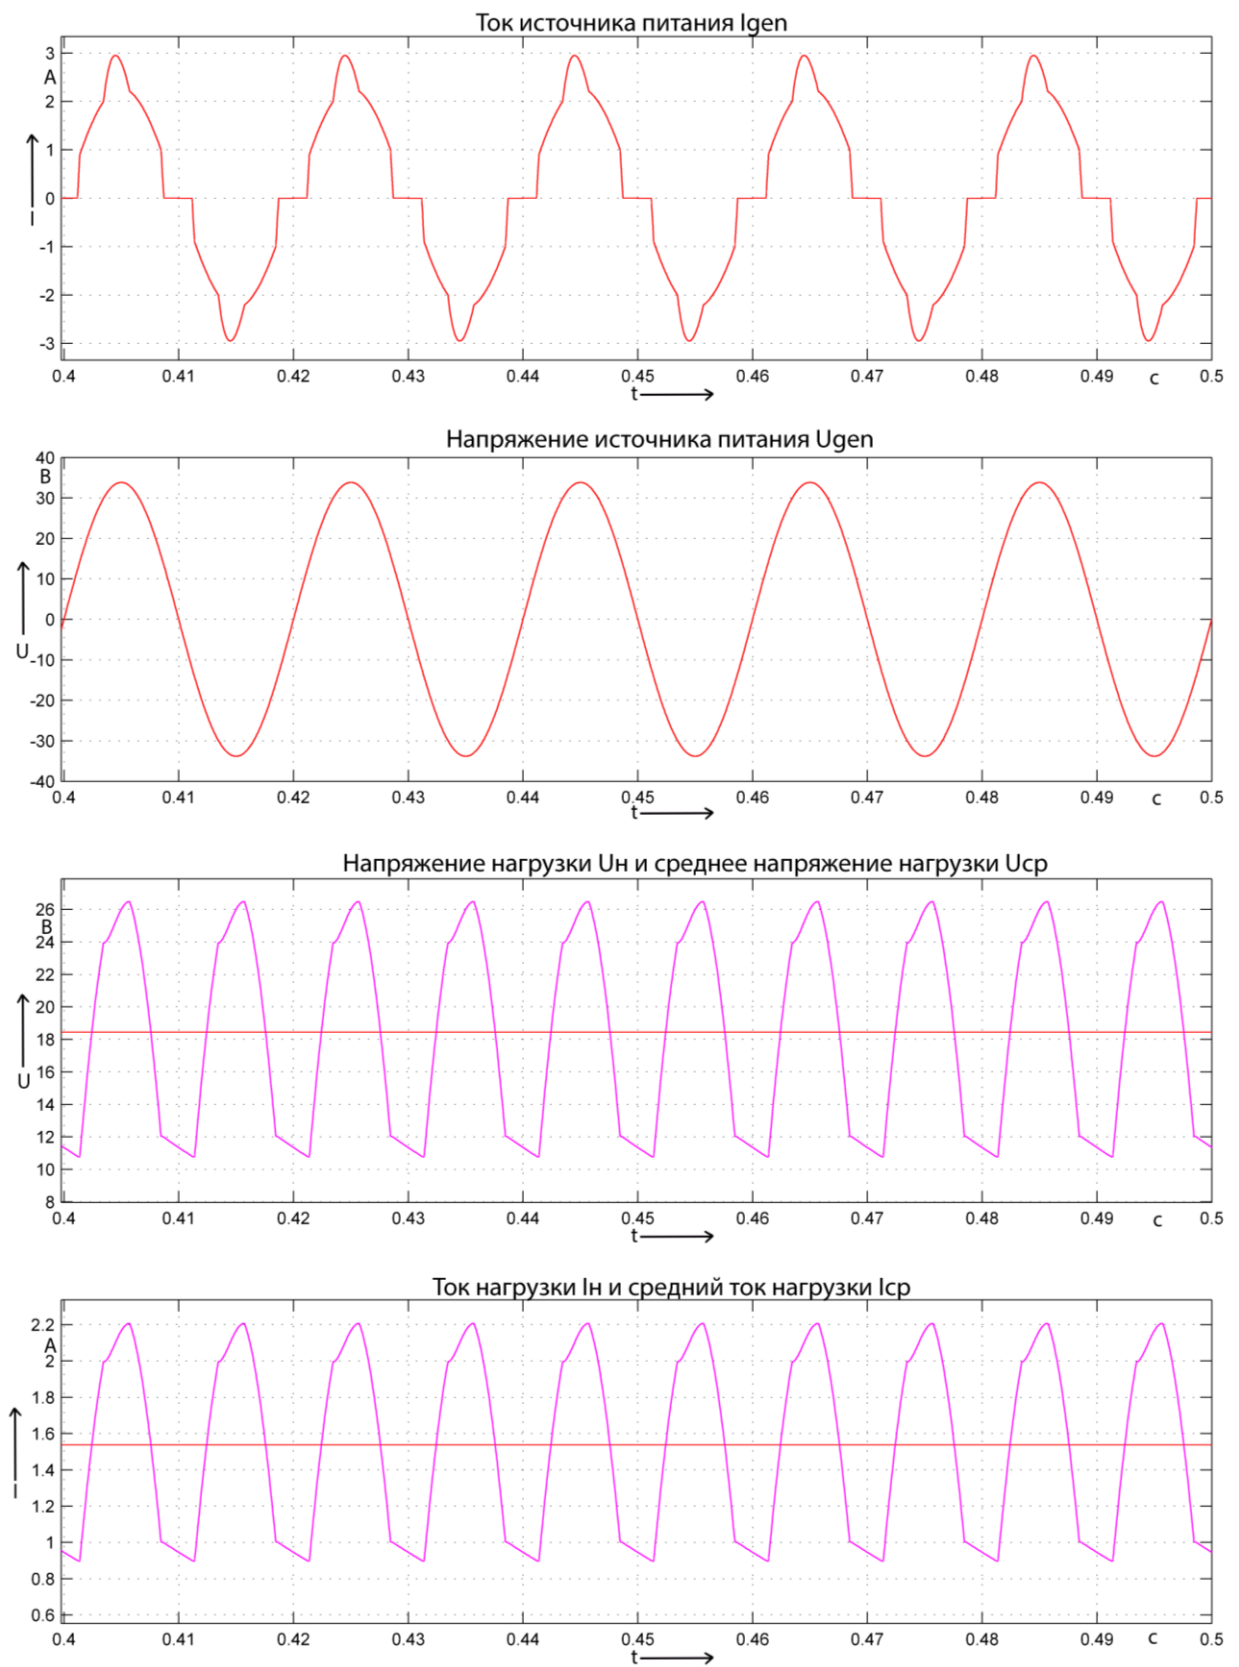 Ток источника питания Igen
3
A
2
1
0
-1
-2
-3
I
0.4 0.41 0.42 0.43 0.44 0.45 0.46 0.47 0.48 0.49 c 0.5
t
Напряжение источника питания Ugen
40
В
30
20
10
0
-10
-20
-30
-40
U
0.4 0.41 0.42 0.43 0.44 0.45 0.46 0.47 0.48 0.49 c 0.5
t
Напряжение нагрузки Uн и среднее напряжение нагрузки Uср
26
В
24
22
20
18
16
14
12
10
8
U
0.4 0.41 0.42 0.43 0.44 0.45 0.46 0.47 0.48 0.49 c 0.5
t
Ток нагрузки Iн и средний ток нагрузки Iср
2.2
A
2
1.8
1.6
1.4
1.2
1
0.8
0.6
I
0.4 0.41 0.42 0.43 0.44 0.45 0.46 0.47 0.48 0.49 c 0.5
t